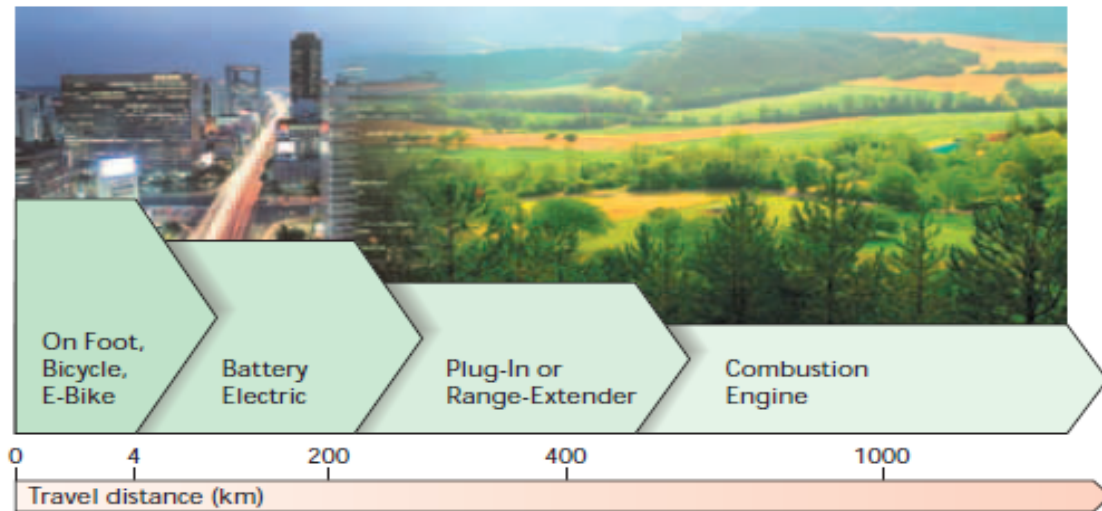 On Foot,
Bicycle,
E-Bike
Battery
Electric
Plug-In or
Range-Extender
Combustion
Engine
0 4 200 400 1000
Travel distance (km)